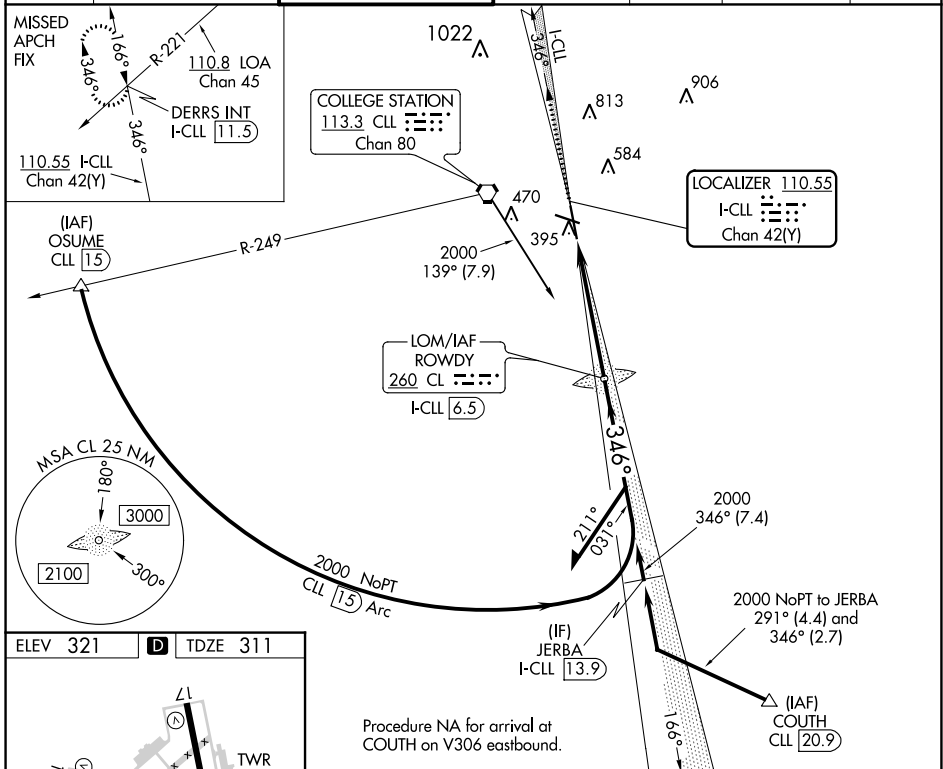 MISSED
APCH
FIX
166°
346°
R-221
110.8 LOA
Chan 45
DERRS INT
I-CLL 11.5
346°
110.55 I-CLL
Chan 42(Y)
1022
I-CLL
346°
813
906
584
COLLEGE STATION
113.3 CLL
Chan 80
LOCALIZER 110.55
I-CLL
Chan 42(Y)
470
395
2000
139° (7.9)
(IAF)
OSUME
CLL 15
R-249
LOM/IAF
ROWDY
260 CL
I-CLL 6.5
346°
MSA CL 25 NM
180°
3000
2100
300°
211°
031°
2000
346° (7.4)
2000 NoPT
CLL 15 Arc
(IF)
JERBA
I-CLL 13.9
2000 NoPT to JERBA
291° (4.4) and
346° (2.7)
(IAF)
COUTH
CLL 20.9
166°
Procedure NA for arrival at
COUTH on V306 eastbound.
ELEV 321 D TDZE 311
17
V
TWR